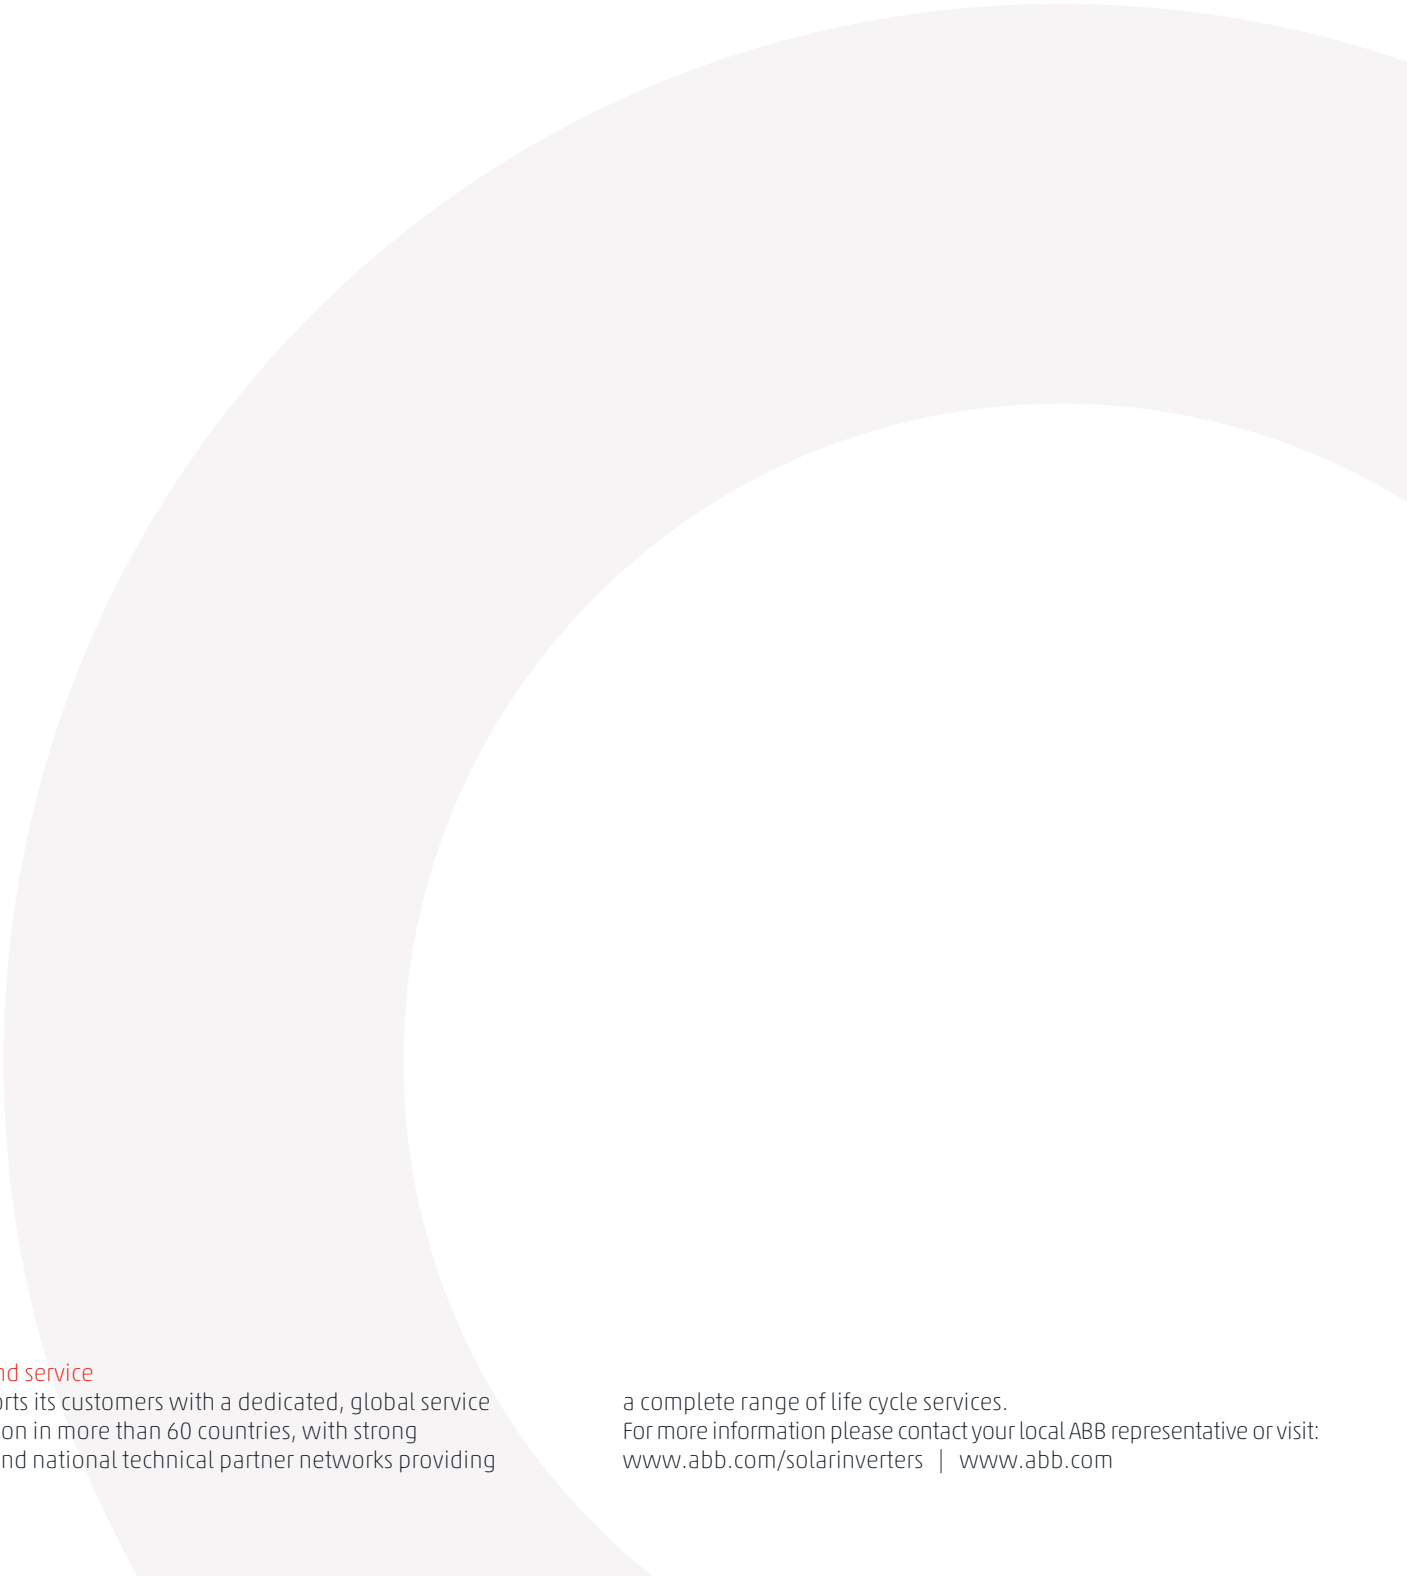 nd service
orts its customers with a dedicated, global service
on in more than 60 countries, with strong
nd national technical partner networks providing
a complete range of life cycle services.
For more information please contact your local ABB representative or visit:
www.abb.com/solarinverters | www.abb.com